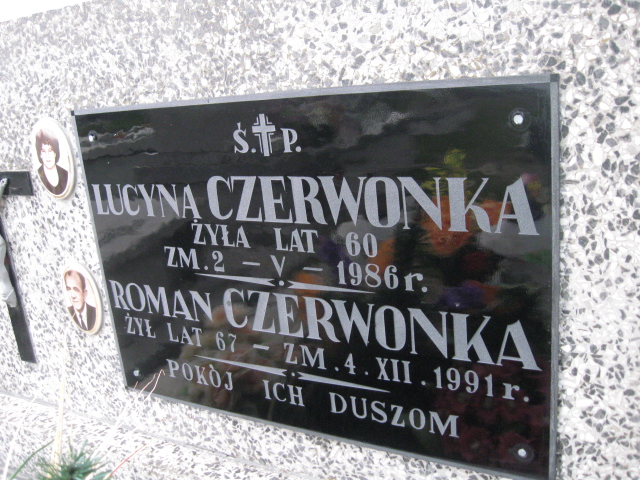 Ś. P.
LUCYNA CZERWONKA
ŻYŁA LAT 60
ZM. 2 – V – 1986 r.
ROMAN CZERWONKA
ŻYŁ LAT 67 – ZM. 4. XII. 1991 r.
POKÒJ ICH DUSZOM